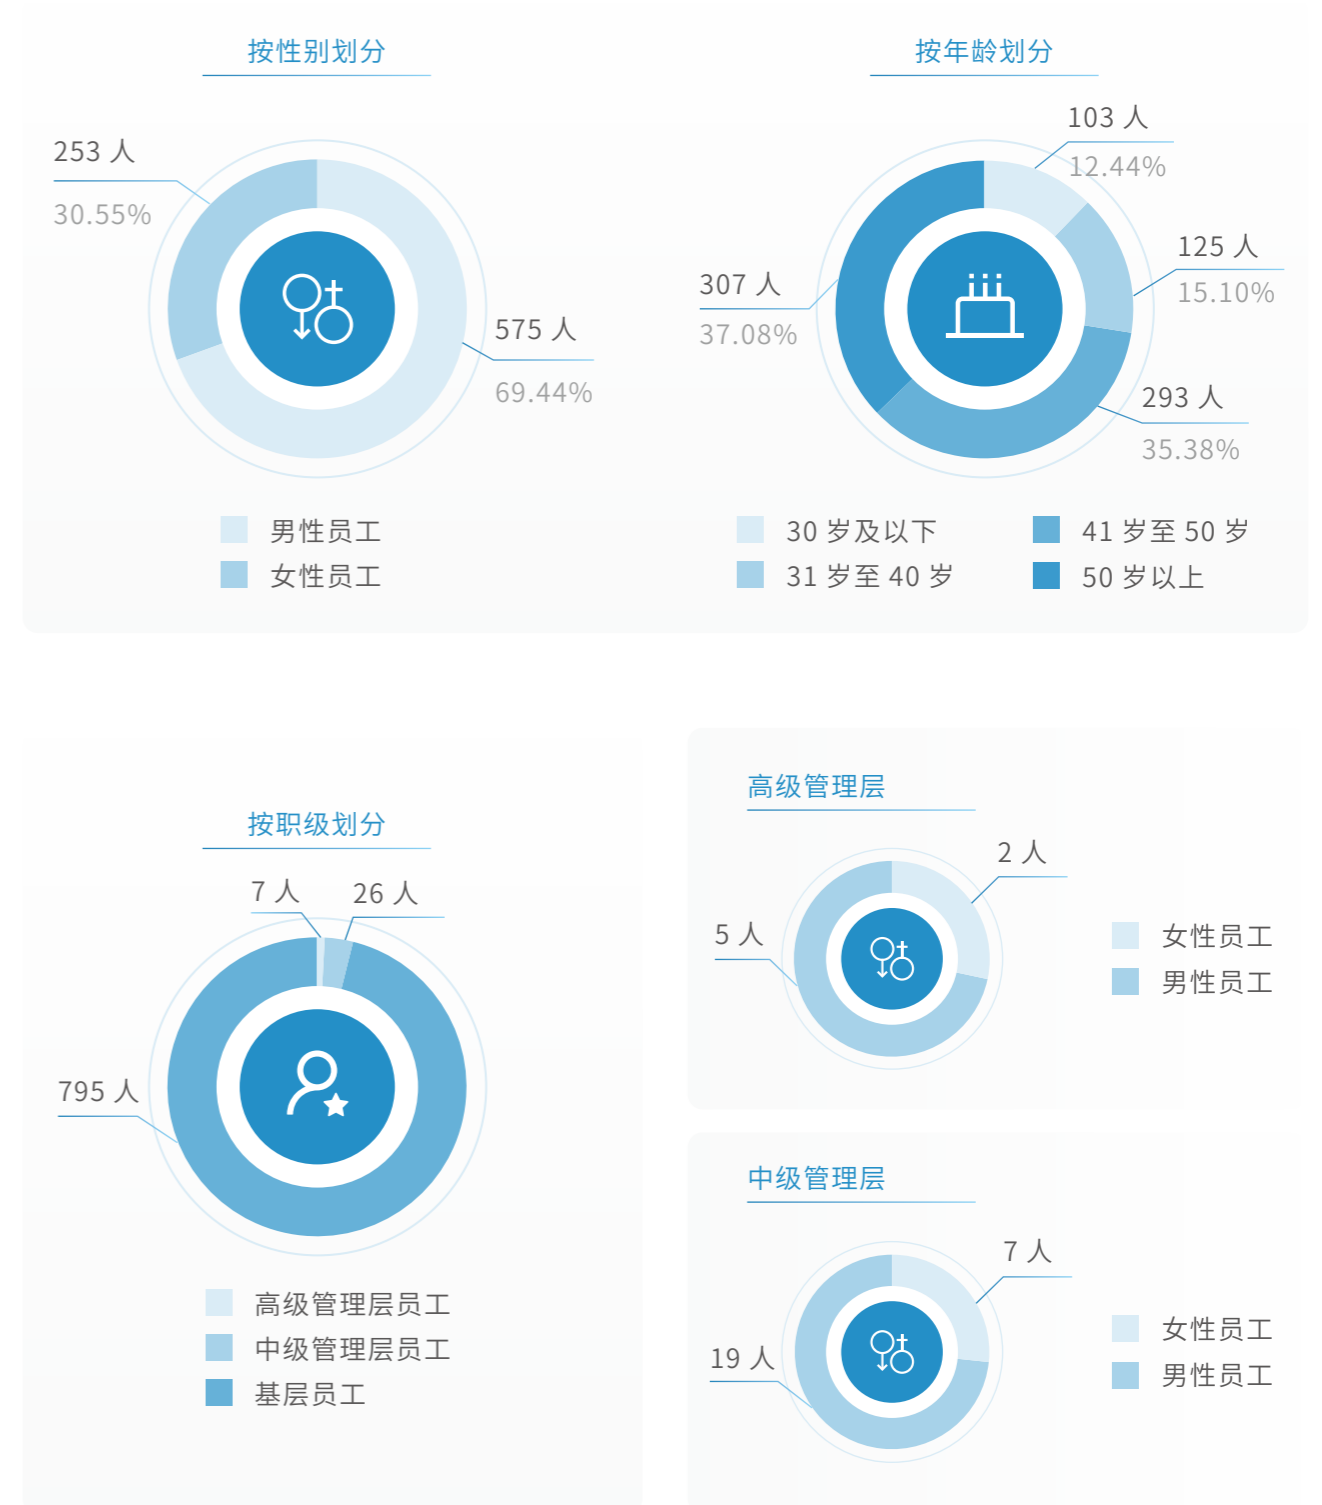 按性别划分
253 人
30.55%
575 人
69.44%
男性员工
女性员工
按年龄划分
103 人
12.44%
125 人
15.10%
307 人
37.08%
293 人
35.38%
30 岁及以下
31 岁至 40 岁
41 岁至 50 岁
50 岁以上
按职级划分
7 人
26 人
795 人
高级管理层员工
中级管理层员工
基层员工
高级管理层
2 人
5 人
女性员工
男性员工
中级管理层
7 人
19 人
女性员工
男性员工